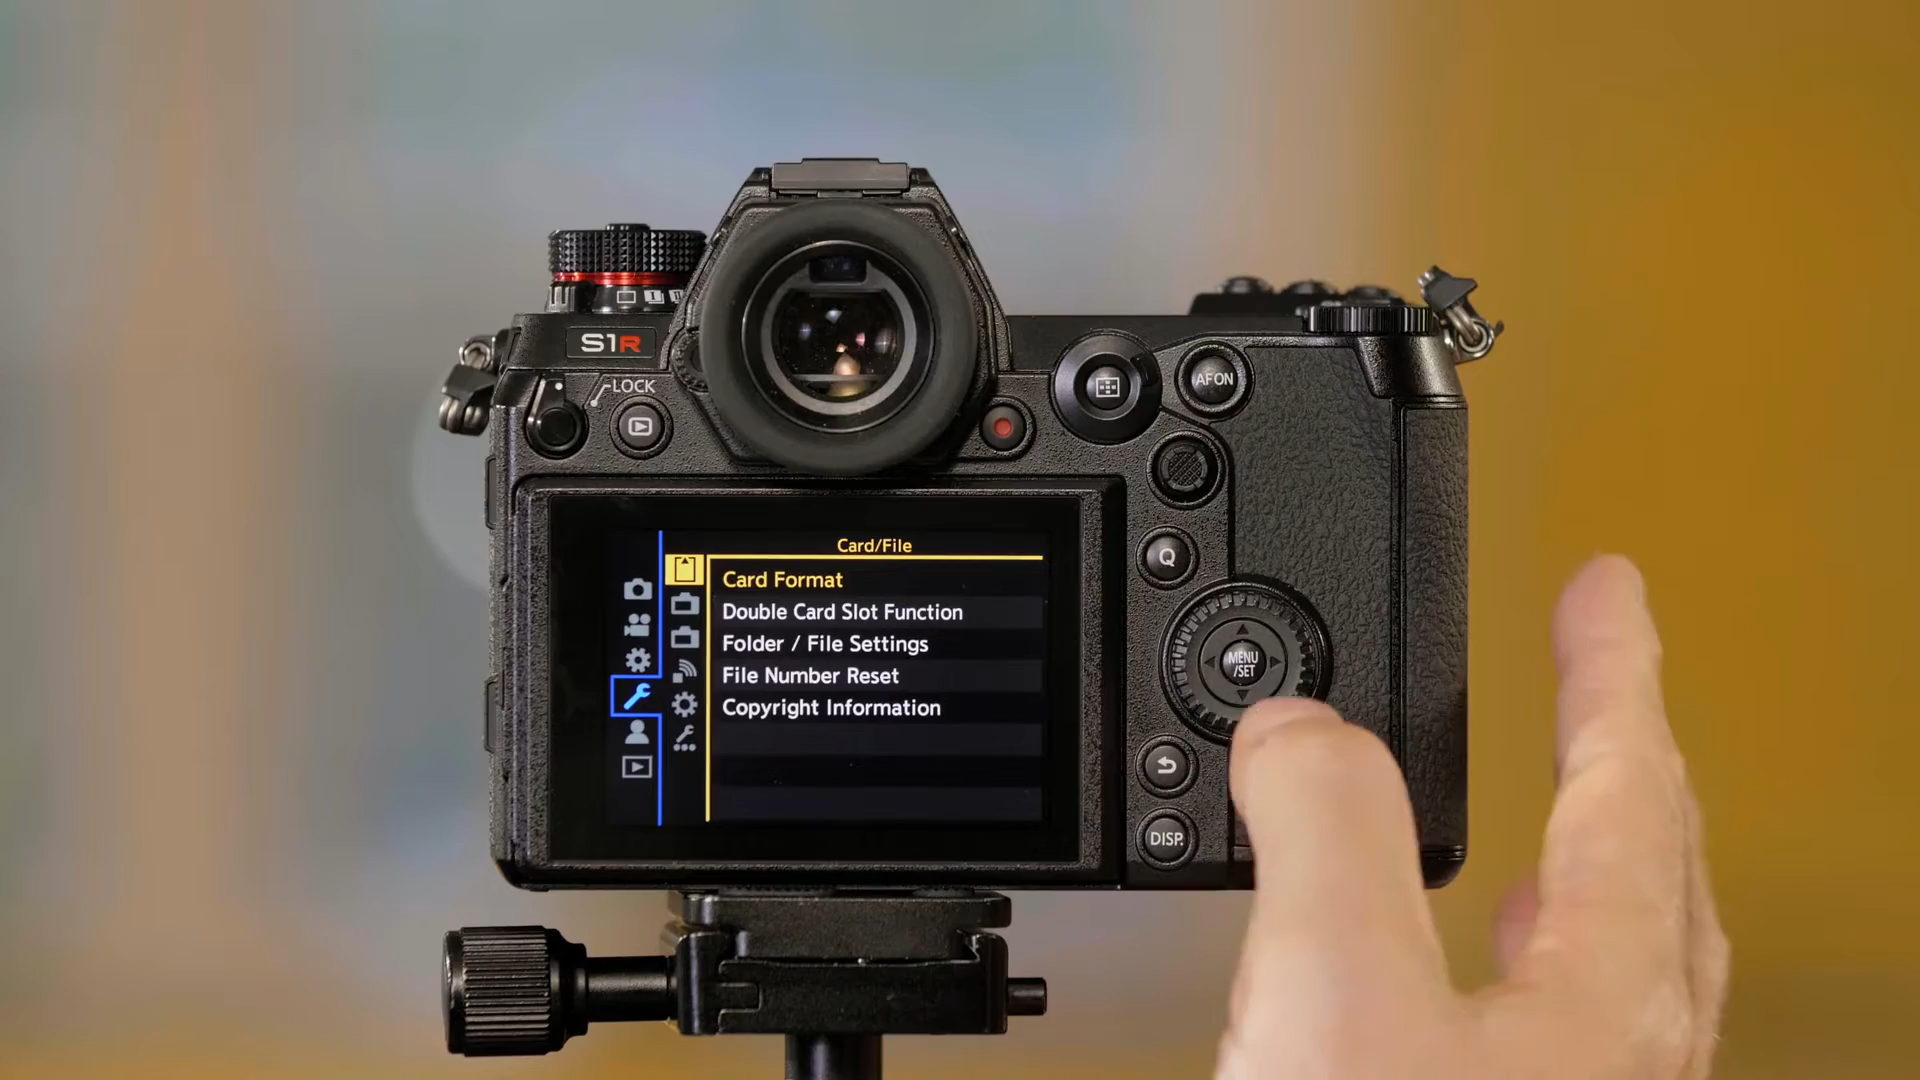 S1R
LOCK
AF ON
Q
Card/File
Card Format
Double Card Slot Function
Folder / File Settings
File Number Reset
Copyright Information
MENU
/SET
DISP.